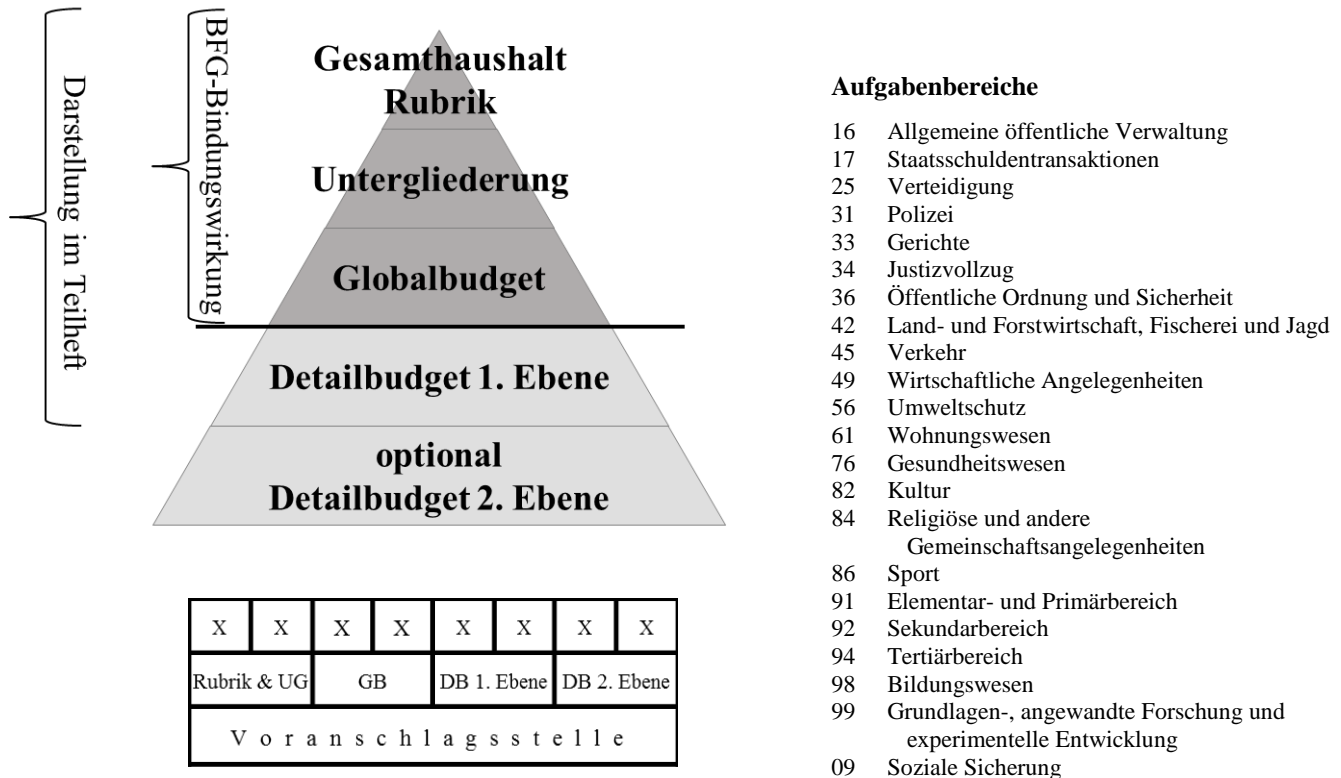 Darstellung im Teilheft
BFG-Bindungswirkung
Gesamthaushalt
Rubrik
Untergliederung
Globalbudget
Detailbudget 1. Ebene
optional
Detailbudget 2. Ebene
X X X X X X X X
Rubrik & UG GB DB 1. Ebene DB 2. Ebene
Voranschlagsstelle
Aufgabenbereiche
16 Allgemeine öffentliche Verwaltung
17 Staatsschuldentransaktionen
25 Verteidigung
31 Polizei
33 Gerichte
34 Justizvollzug
36 Öffentliche Ordnung und Sicherheit
42 Land- und Forstwirtschaft, Fischerei und Jagd
45 Verkehr
49 Wirtschaftliche Angelegenheiten
56 Umweltschutz
61 Wohnungswesen
76 Gesundheitswesen
82 Kultur
84 Religiöse und andere
Gemeinschaftsangelegenheiten
86 Sport
91 Elementar- und Primärbereich
92 Sekundarbereich
94 Tertiärbereich
98 Bildungswesen
99 Grundlagen-, angewandte Forschung und
experimentelle Entwicklung
09 Soziale Sicherung